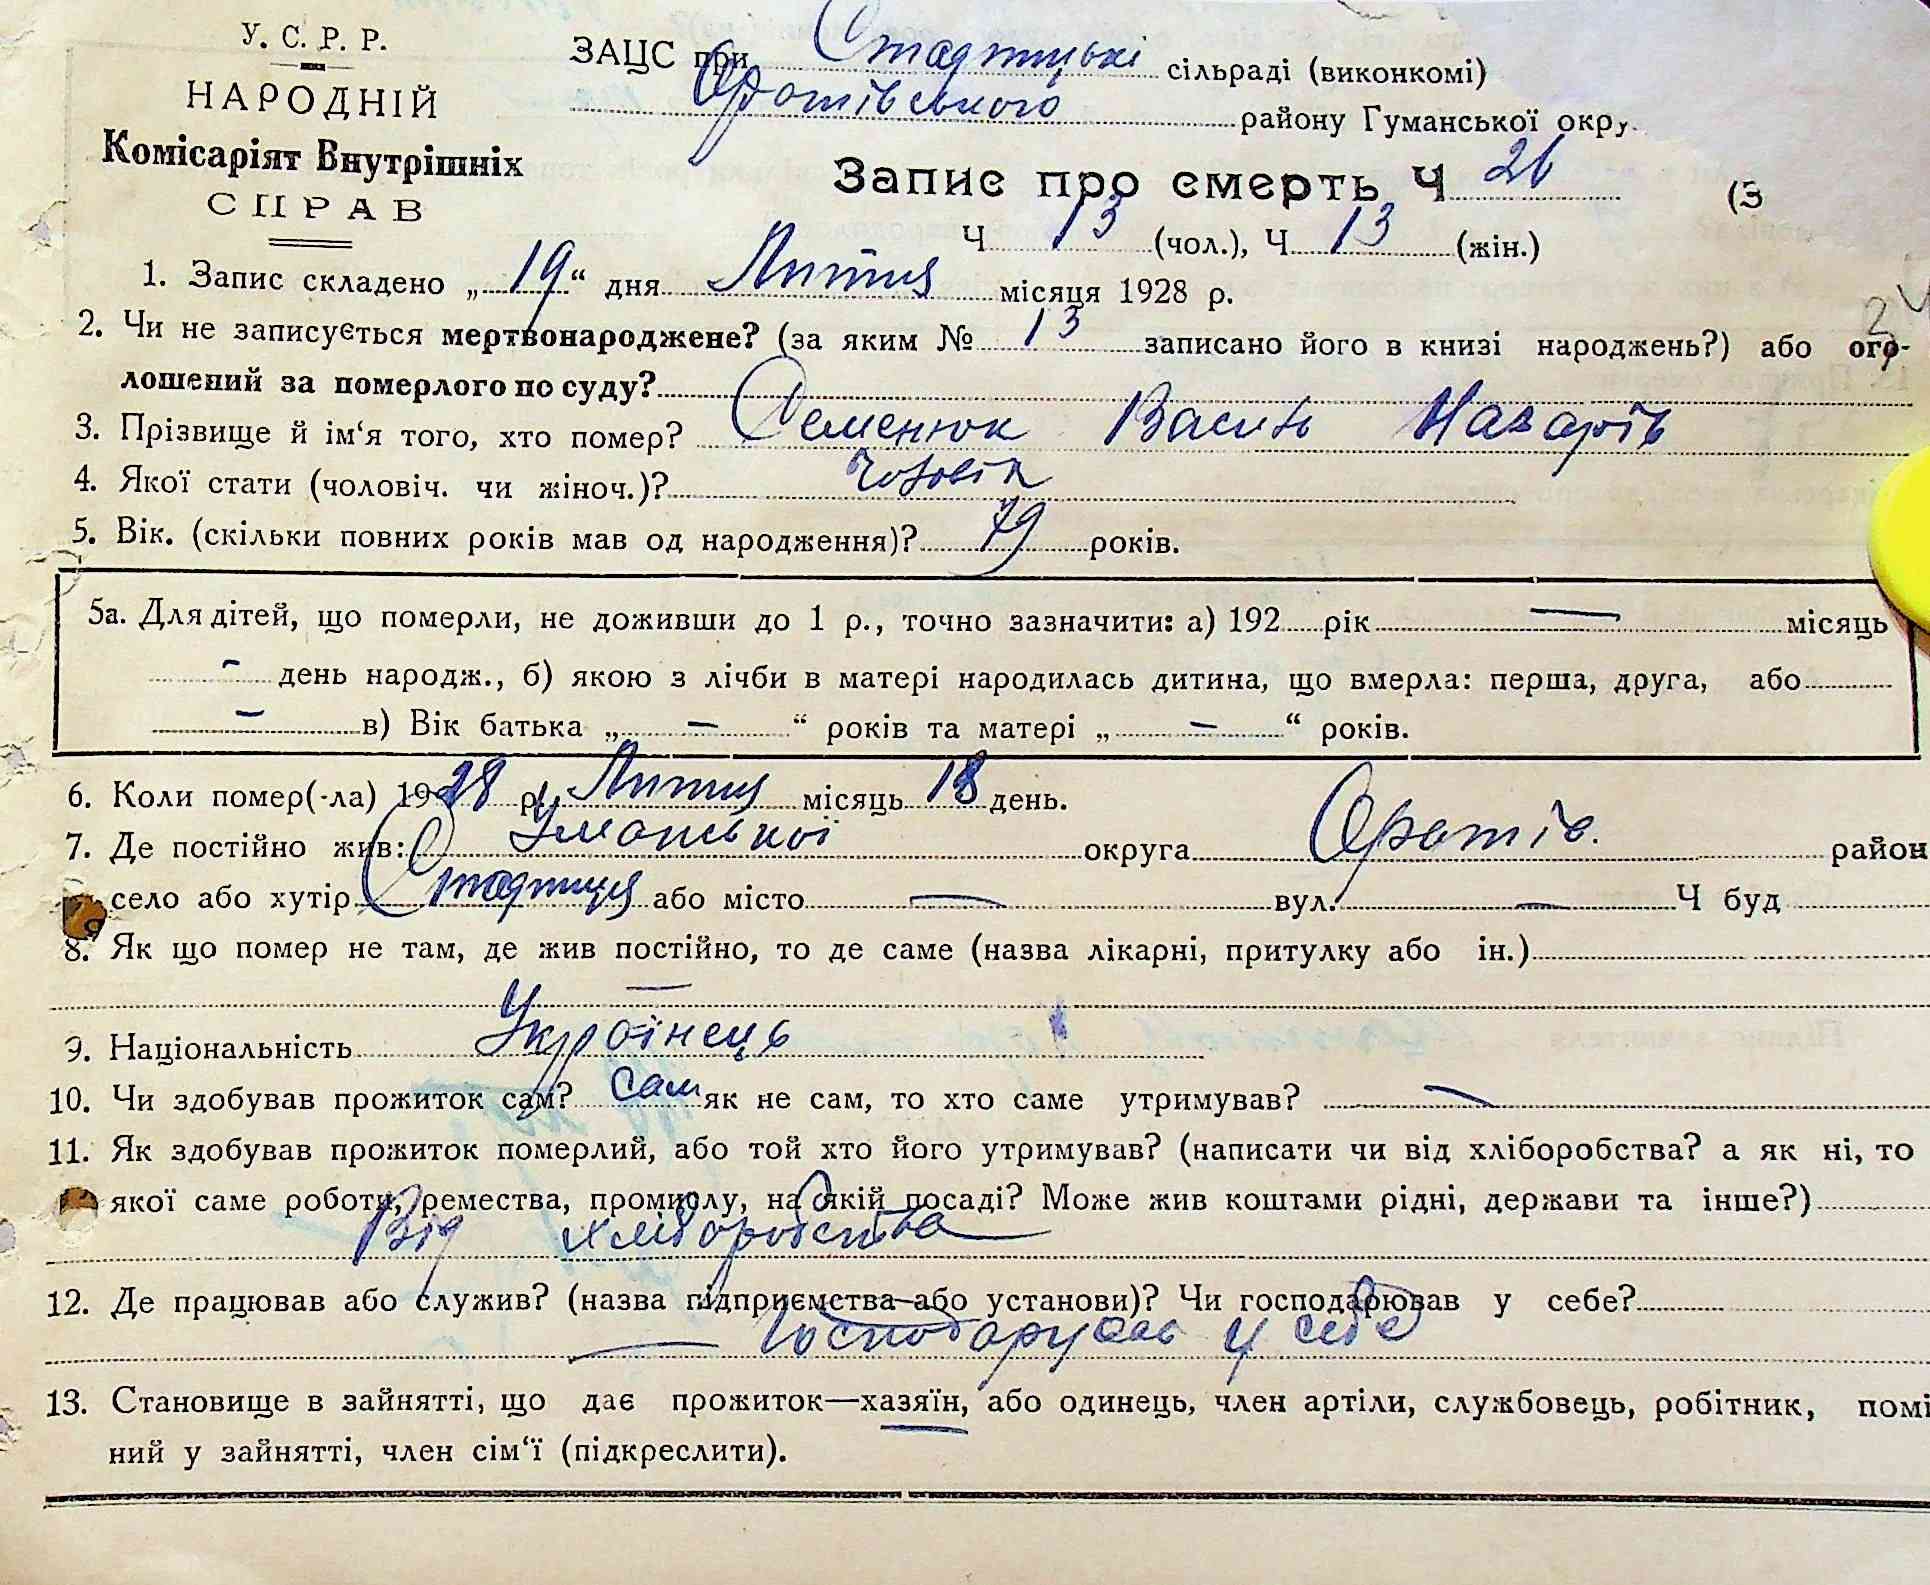 У. С. Р. Р.
НАРОДНІЙ
Комісаріят Внутрішніх
СПРАВ
ЗАЦС при Стадницькі сільраді (виконкомі)
Оратівського району Гуманської окру.
Запис про смерть Ч 26 (З
Ч 13 (чол.), Ч 13 (жін.)
1. Запис складено „19“ дня Лютня місяця 1928 р.
24
2. Чи не записується мертвонароджене? (за яким № 13 записано його в книзі народжень?) або ого-
лошений за померлого по суду?
3. Прізвище й ім‘я того, хто помер? Семенюк Василь Назарів
4. Якої стати (чоловіч. чи жіноч.)? чоловік
5. Вік. (скільки повних років мав од народження)? 79 років.
5а. Для дітей, що померли, не доживши до 1 р., точно зазначити: а) 192 рік — місяць
- день народж., б) якою з лічби в матері народилась дитина, що вмерла: перша, друга, або
— в) Вік батька „ — “ років та матері „ — “ років.
6. Коли помер(-ла) 1928 р. Лютня місяць 18 день.
7. Де постійно жив: Уманської округа Оратів. район
село або хутір Стадниця або місто — вул. — Ч буд
8. Як що помер не там, де жив постійно, то де саме (назва лікарні, притулку або ін.)
—
9. Національність Українець
10. Чи здобував прожиток сам? сам як не сам, то хто саме утримував? —
11. Як здобував прожиток померлий, або той хто його утримував? (написати чи від хліборобства? а як ні, то
якої саме роботи, ремества, промислу, на якій посаді? Може жив коштами рідні, держави та інше?)
Від хліборобства
12. Де працював або служив? (назва підприємства або установи)? Чи господарював у себе?
— Господарував у себе
13. Становище в зайнятті, що дає прожиток—хазяїн, або одинець, член артіли, службовець, робітник, помі
ний у зайнятті, член сім‘ї (підкреслити).